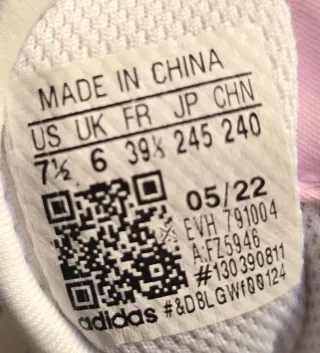 MADE IN CHINA
US UK FR JP CHN
7½ 6 39⅓ 245 240
05/22
EVH 791004
A:FZ5946
#130390811
adidas #&D8LGWf00124